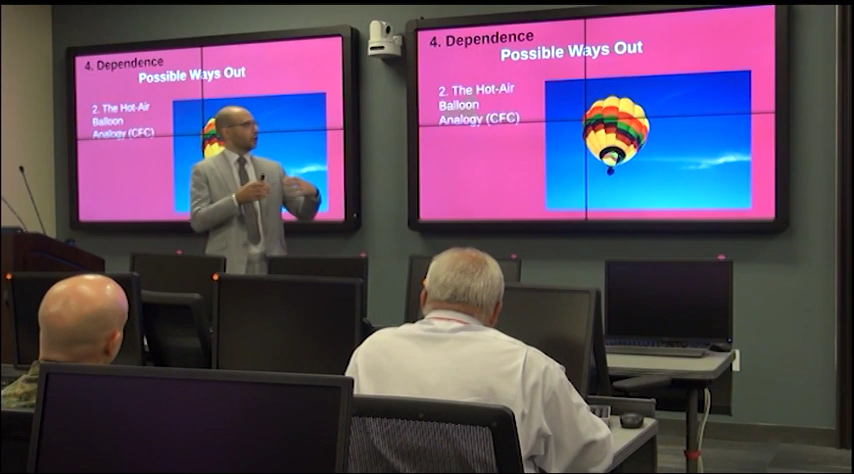 4. Dependence
Possible Ways Out
2. The Hot-Air
Balloon
Analogy (CFC)
4. Dependence
Possible Ways Out
2. The Hot-Air
Balloon
Analogy (CFC)